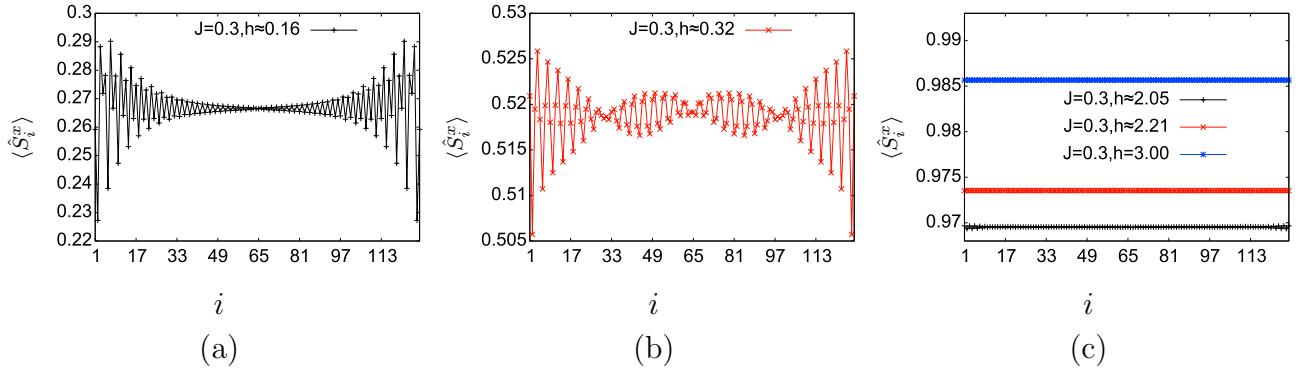 0.3
0.29
0.28
0.27
0.26
0.25
0.24
0.23
0.22
⟨Ŝᵢˣ⟩
J=0.3,h≈0.16
1 17 33 49 65 81 97 113
i
(a)
0.53
0.525
0.52
0.515
0.51
0.505
⟨Ŝᵢˣ⟩
J=0.3,h≈0.32
1 17 33 49 65 81 97 113
i
(b)
0.99
0.985
0.98
0.975
0.97
⟨Ŝᵢˣ⟩
J=0.3,h≈2.05
J=0.3,h≈2.21
J=0.3,h=3.00
1 17 33 49 65 81 97 113
i
(c)